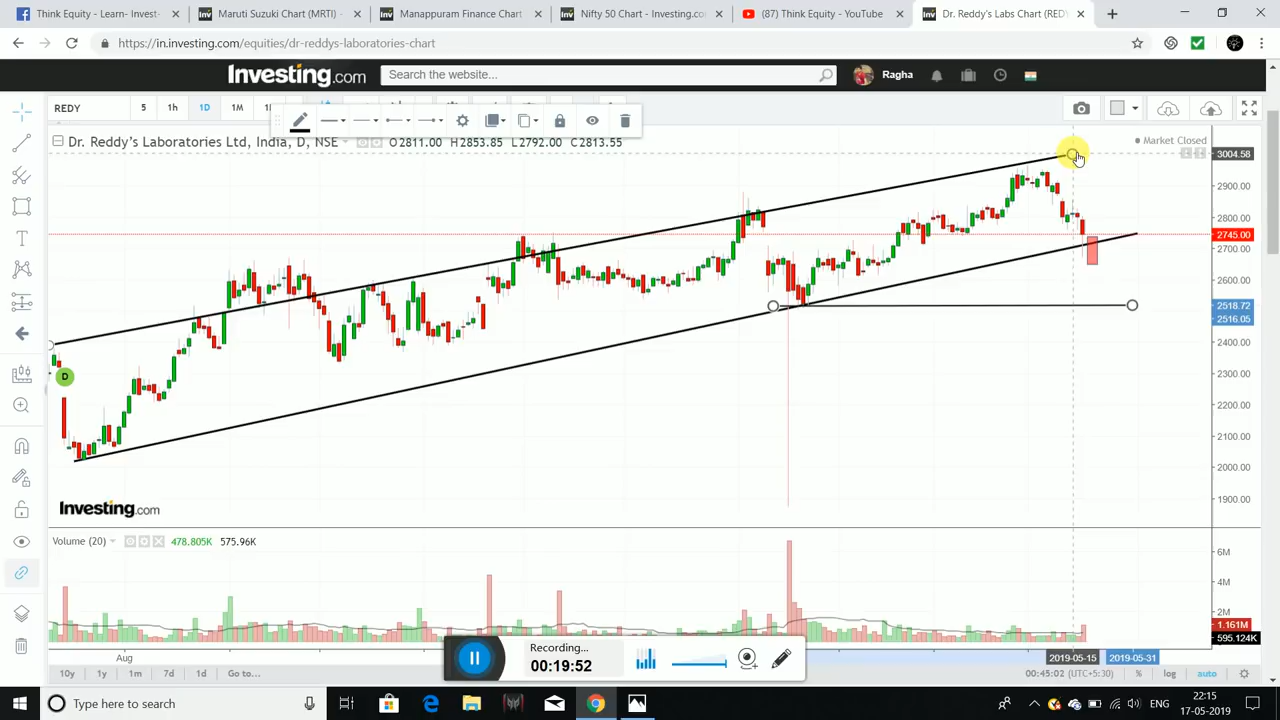 Think Equity - Learn- Invest- × Maruti Suzuki Chart (MRTI) × Manappuram Finance Chart × Nifty 50 Chart - Investing.com × (87) Think Equity - YouTube × Dr. Reddy's Labs Chart (REDY ×
https://in.investing.com/equities/dr-reddys-laboratories-chart
Investing.com Search the website... Ragha
REDY 5 1h 1D 1M
Dr. Reddy's Laboratories Ltd, India, D, NSE O2811.00 H2853.85 L2792.00 C2813.55 Market Closed
3004.58
2900.00
2800.00
2745.00
2700.00
2600.00
2518.72
2516.05
2400.00
2300.00
D
2200.00
2100.00
2000.00
1900.00
Investing.com
Volume (20) 478.805K 575.96K
6M
4M
2M
1.161M
595.124K
Recording...
00:19:52
Aug 2019-05-15 2019-05-31
10y 1y 1m 7d 1d Go to... 00:45:02 (UTC+5:30) % log auto
Type here to search ENG 22:15
17-05-2019